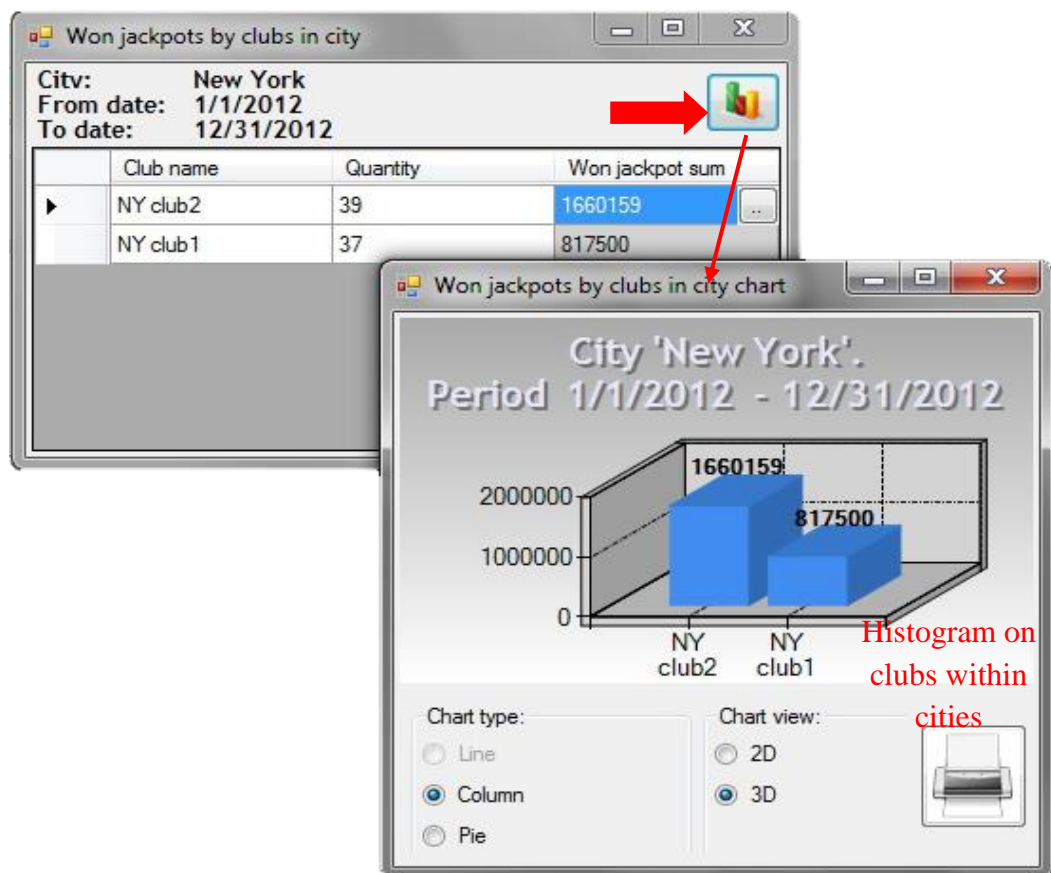 Won jackpots by clubs in city
City: New York
From date: 1/1/2012
To date: 12/31/2012
Club name Quantity Won jackpot sum
NY club2 39 1660159 ..
NY club1 37 817500
Won jackpots by clubs in city chart
City 'New York'.
Period 1/1/2012 - 12/31/2012
1660159
2000000
817500
1000000
0
NY
club2
NY
club1
Histogram on
clubs within
cities
Chart type:
Line
Column
Pie
Chart view:
2D
3D